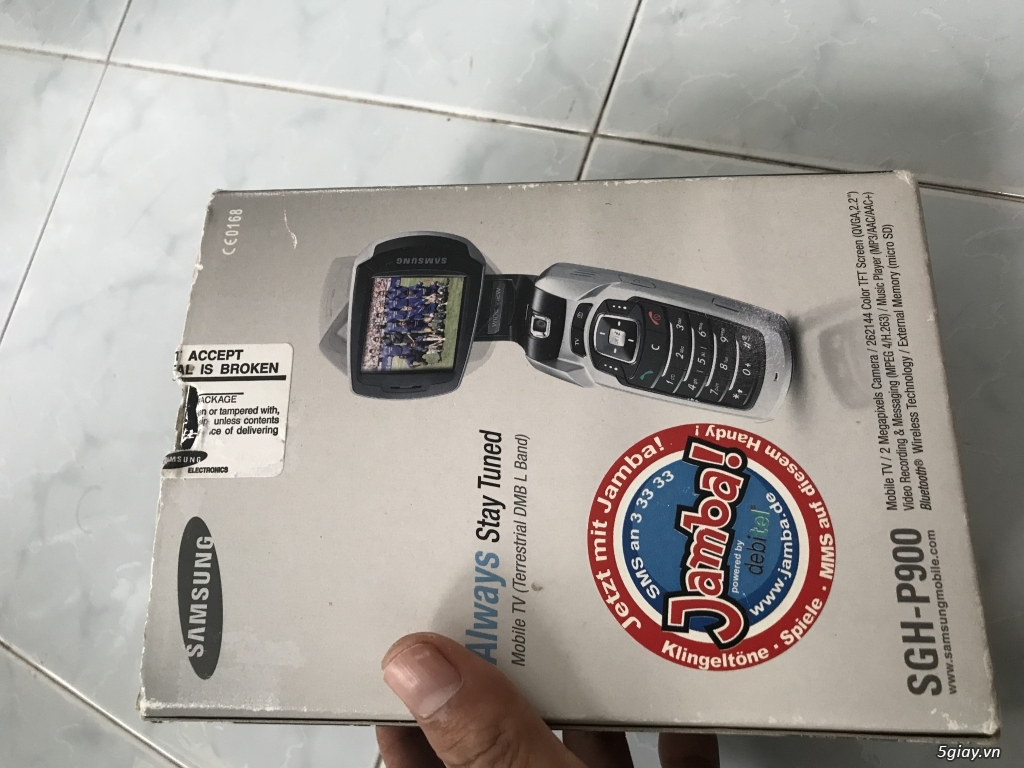 CE0168
T ACCEPT
AL IS BROKEN
ACKAGE
n or tampered with,
unless contents
ce of delivering
MSUNG
ELECTRONICS
SAMSUNG
SAMSUNG
Always Stay Tuned
Mobile TV (Terrestrial DMB L Band)
Jetzt mit Jamba!
SMS an 3 33 33
Jamba!
powered by
debitel
www.jamba.de
Klingeltöne · Spiele · MMS auf diesem Handy!
SGH-P900
www.samsungmobile.com
Mobile TV / 2 Megapixels Camera / 262144 Color TFT Screen (QVGA,2.2")
Video Recording & Messaging (MPEG 4/H.263) / Music Player (MP3/AAC/AAC+)
Bluetooth® Wireless Technology / External Memory (micro SD)
5giay.vn